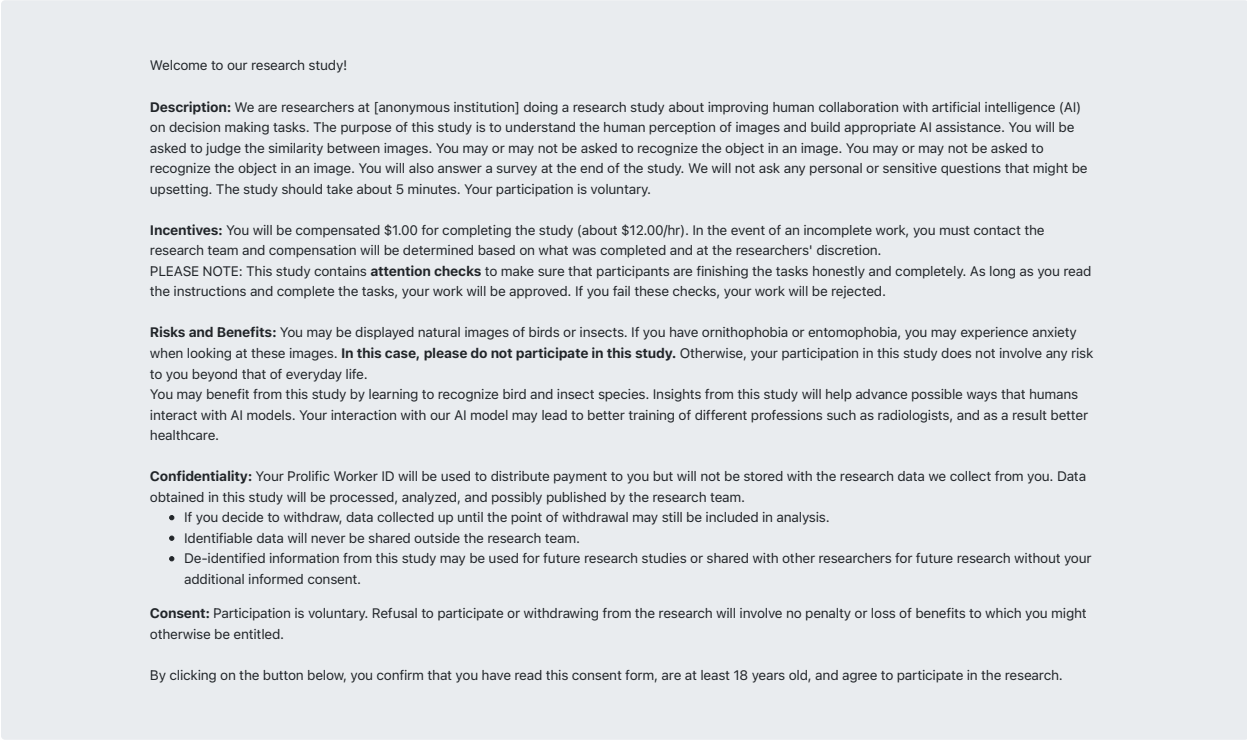 Welcome to our research study!
Description: We are researchers at [anonymous institution] doing a research study about improving human collaboration with artificial intelligence (AI)
on decision making tasks. The purpose of this study is to understand the human perception of images and build appropriate AI assistance. You will be
asked to judge the similarity between images. You may or may not be asked to recognize the object in an image. You may or may not be asked to
recognize the object in an image. You will also answer a survey at the end of the study. We will not ask any personal or sensitive questions that might be
upsetting. The study should take about 5 minutes. Your participation is voluntary.
Incentives: You will be compensated $1.00 for completing the study (about $12.00/hr). In the event of an incomplete work, you must contact the
research team and compensation will be determined based on what was completed and at the researchers' discretion.
PLEASE NOTE: This study contains attention checks to make sure that participants are finishing the tasks honestly and completely. As long as you read
the instructions and complete the tasks, your work will be approved. If you fail these checks, your work will be rejected.
Risks and Benefits: You may be displayed natural images of birds or insects. If you have ornithophobia or entomophobia, you may experience anxiety
when looking at these images. In this case, please do not participate in this study. Otherwise, your participation in this study does not involve any risk
to you beyond that of everyday life.
You may benefit from this study by learning to recognize bird and insect species. Insights from this study will help advance possible ways that humans
interact with AI models. Your interaction with our AI model may lead to better training of different professions such as radiologists, and as a result better
healthcare.
Confidentiality: Your Prolific Worker ID will be used to distribute payment to you but will not be stored with the research data we collect from you. Data
obtained in this study will be processed, analyzed, and possibly published by the research team.
• If you decide to withdraw, data collected up until the point of withdrawal may still be included in analysis.
• Identifiable data will never be shared outside the research team.
• De-identified information from this study may be used for future research studies or shared with other researchers for future research without your
additional informed consent.
Consent: Participation is voluntary. Refusal to participate or withdrawing from the research will involve no penalty or loss of benefits to which you might
otherwise be entitled.
By clicking on the button below, you confirm that you have read this consent form, are at least 18 years old, and agree to participate in the research.